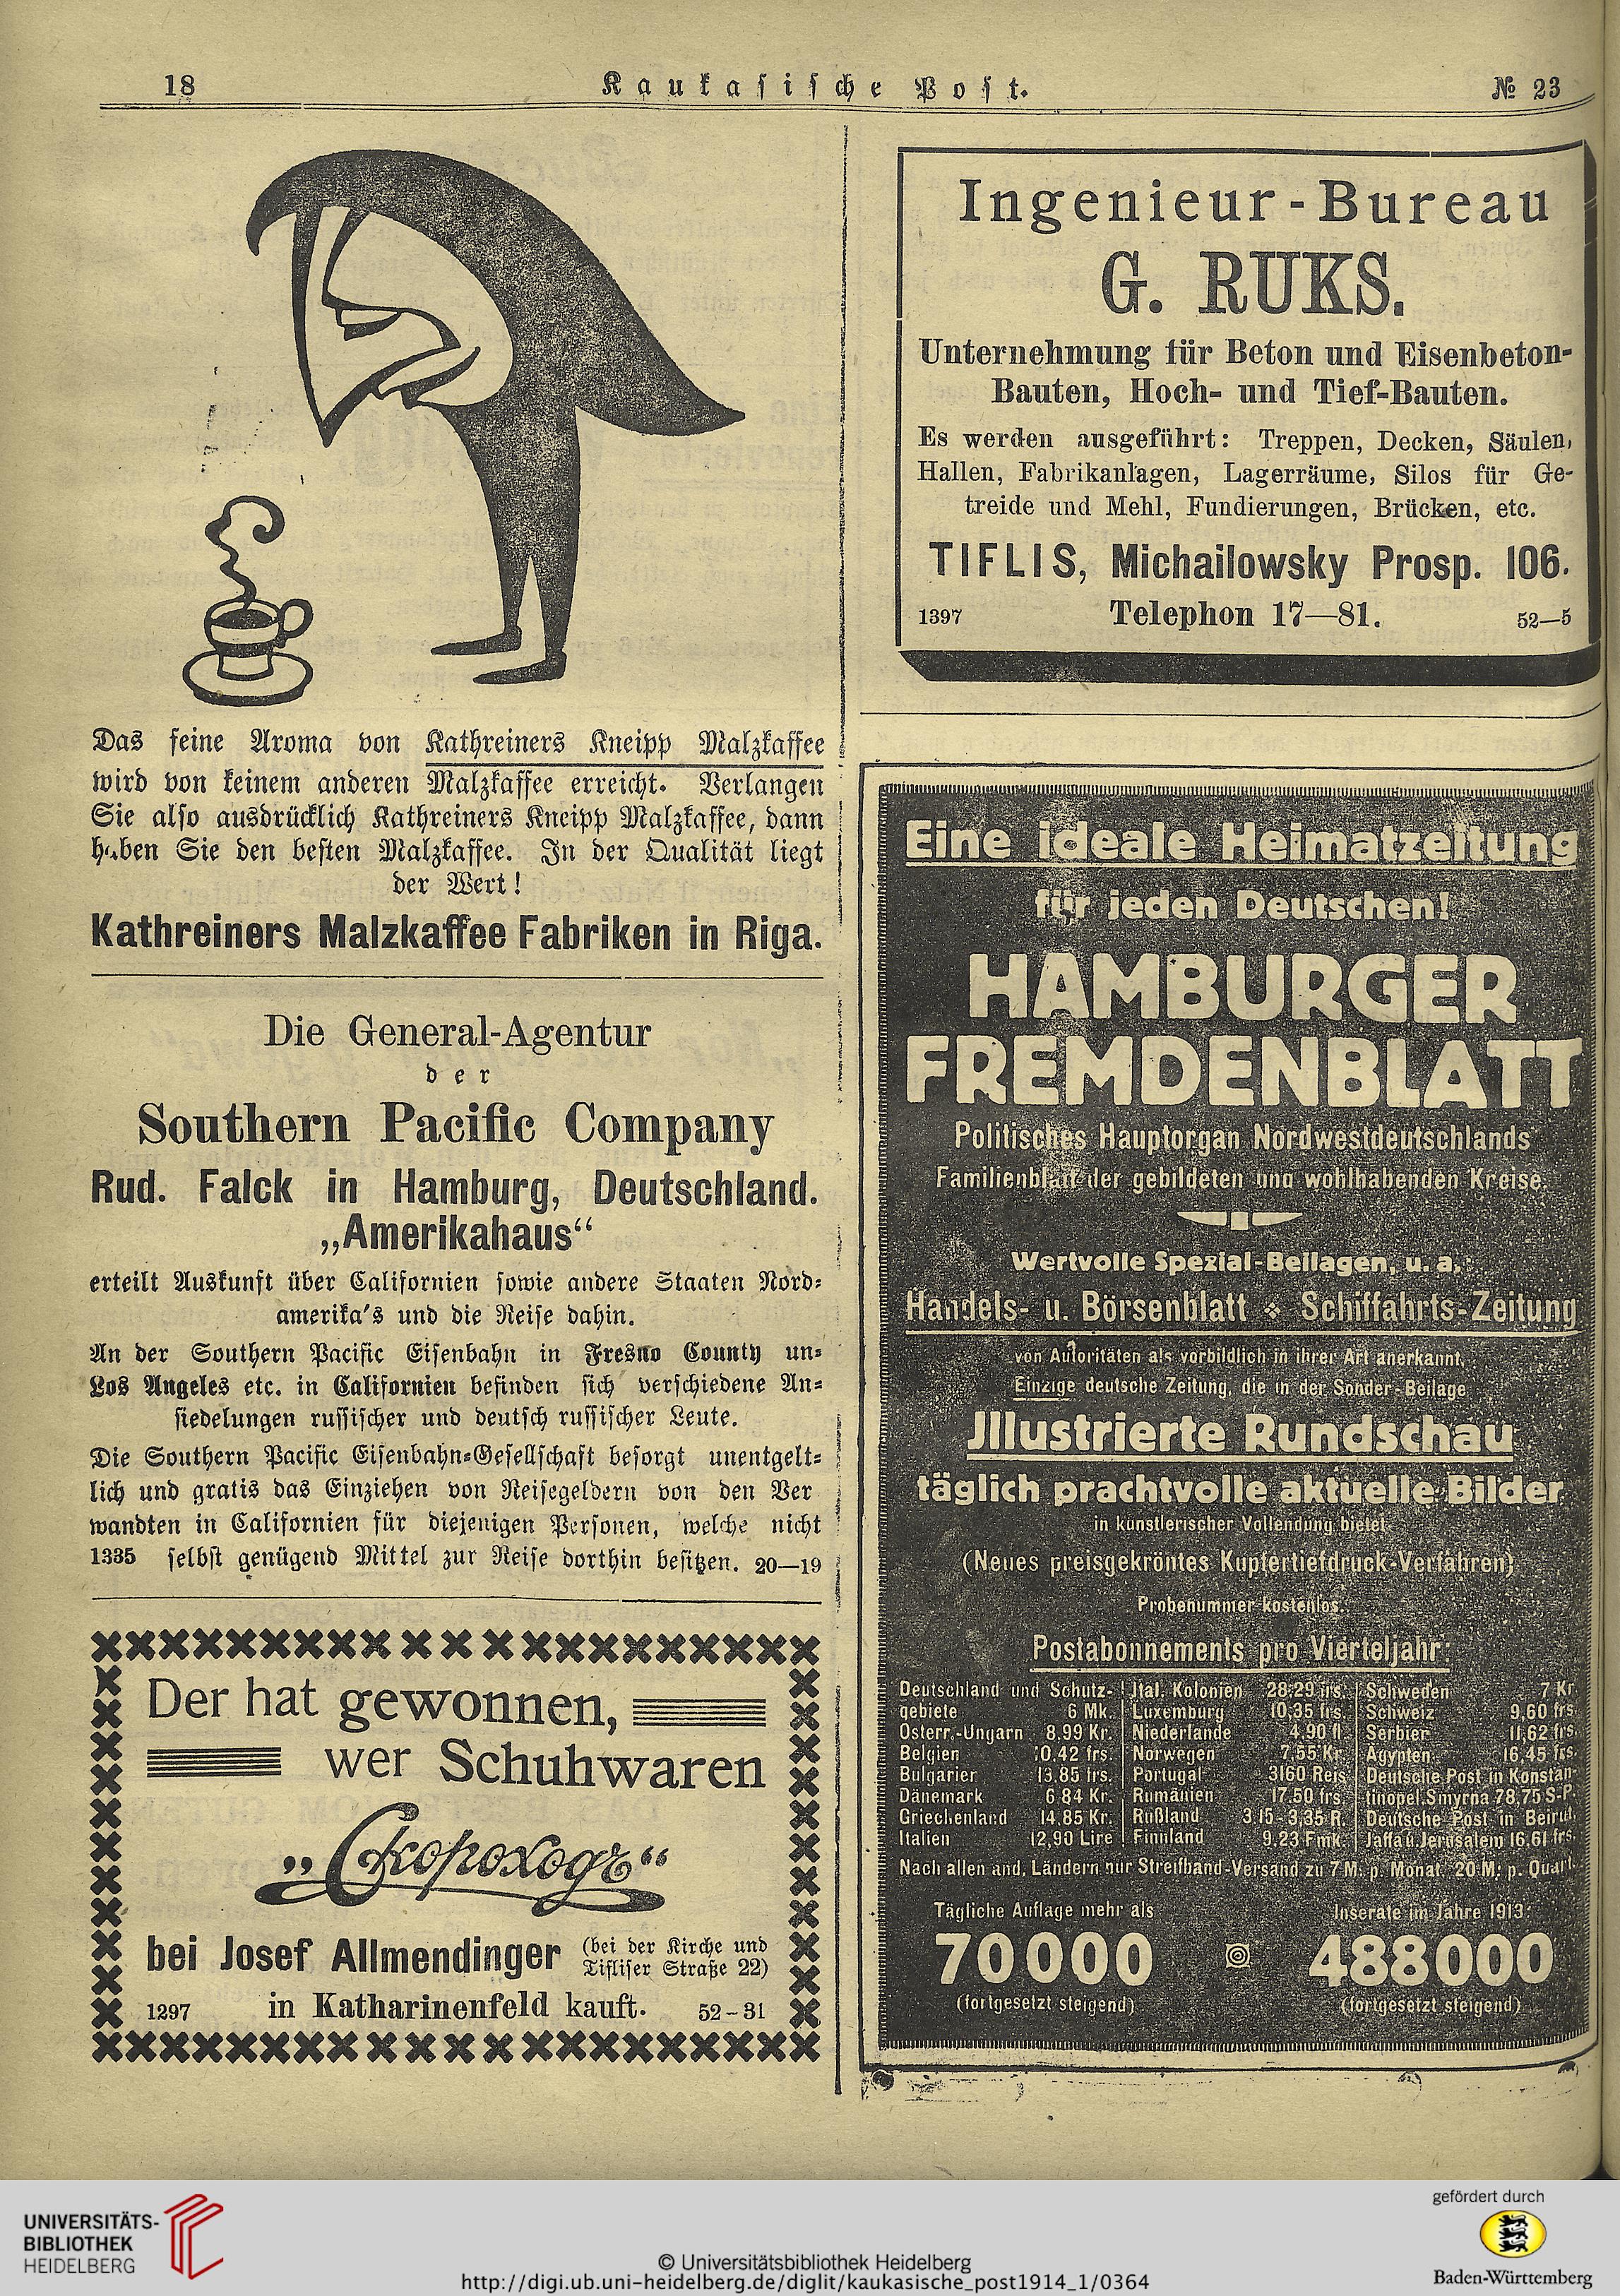 18
Kaukasische Post.
№ 23
Das feine Aroma von Kathreiners Kneipp Malzkaffee
wird von keinem anderen Malzkaffee erreicht. Verlangen
Sie also ausdrücklich Kathreiners Kneipp Malzkaffee, dann
haben Sie den besten Malzkaffee. In der Qualität liegt
der Wert!
Kathreiners Malzkaffee Fabriken in Riga.
Die General-Agentur
der
Southern Pacific Company
Rud. Falck in Hamburg, Deutschland.
„Amerikahaus“
erteilt Auskunft über Californien sowie andere Staaten Nord-
amerika's und die Reise dahin.
An der Southern Pacific Eisenbahn in Fresno County un-
Los Angeles etc. in Californien befinden sich verschiedene An-
siedelungen russischer und deutsch russischer Leute.
Die Southern Pacific Eisenbahn-Gesellschaft besorgt unentgelt-
lich und gratis das Einziehen von Reisegeldern von den Ver
wandten in Californien für diejenigen Personen, welche nicht
1335 selbst genügend Mittel zur Reise dorthin besitzen. 20—19
Der hat gewonnen,
wer Schuhwaren
„Скороходъ“
bei Josef Allmendinger (bei der Kirche und
Tifliser Straße 22)
1297 in Katharinenfeld kauft. 52-31
Ingenieur-Bureau
G. RUKS.
Unternehmung für Beton und Eisenbeton-
Bauten, Hoch- und Tief-Bauten.
Es werden ausgeführt: Treppen, Decken, Säulen,
Hallen, Fabrikanlagen, Lagerräume, Silos für Ge-
treide und Mehl, Fundierungen, Brücken, etc.
TIFLIS, Michailowsky Prosp. 106.
1397 Telephon 17—81. 52—5
Eine ideale Heimatzeitung
für jeden Deutschen!
HAMBURGER
FREMDENBLATT
Politisches Hauptorgan Nordwestdeutschlands
Familienblatt der gebildeten und wohlhabenden Kreise.
Wertvolle Spezial-Beilagen, u. a.
Handels- u. Börsenblatt Schiffahrts-Zeitung
von Autoritäten als vorbildlich in ihrer Art anerkannt
Einzige deutsche Zeitung, die in der Sonder-Beilage
Jllustrierte Rundschau
täglich prachtvolle aktuelle Bilder
in künstlerischer Vollendung bietet
(Neues preisgekröntes Kupfertiefdruck-Verfahren)
Probenummer kostenlos.
Postabonnements pro Vierteljahr:
Deutschland und Schutz-
gebiete 6 Mk.
Österr.-Ungarn 8.99 Kr.
Belgien 10.42 frs.
Bulgarien 13.85 frs.
Dänemark 6.84 Kr.
Griechenland 14.85 Kr.
Italien 12,90 Lire
Jtal. Kolonien 28,29 frs.
Luxemburg 10,35 frs.
Niederlande 4.90 fl.
Norwegen 7,55 Kr.
Portugal 3160 Reis
Rumänien 17.50 frs.
Rußland 3.15-3,35 R.
Finnland 9,23 Fmk.
Schweden 7 Kr
Schweiz 9,60 frs
Serbien 11,62 frs
Ägypten 16,45 frs.
Deutsche Post in Konstan-
tinopel, Smyrna 78,75 S-P.
Deutsche Post in Beirut,
Jaffa u. Jerusalem 16,61 frs.
Nach allen and. Ländern nur Streifband-Versand zu 7 M. p. Monat, 20 M. p. Quart.
Tägliche Auflage mehr als
70000
(fortgesetzt steigend)
Inserate im Jahre 1913:
488000
(fortgesetzt steigend)
UNIVERSITÄTS-
BIBLIOTHEK
HEIDELBERG
© Universitätsbibliothek Heidelberg
http://digi.ub.uni-heidelberg.de/diglit/kaukasische_post1914_1/0364
gefördert durch
Baden-Württemberg